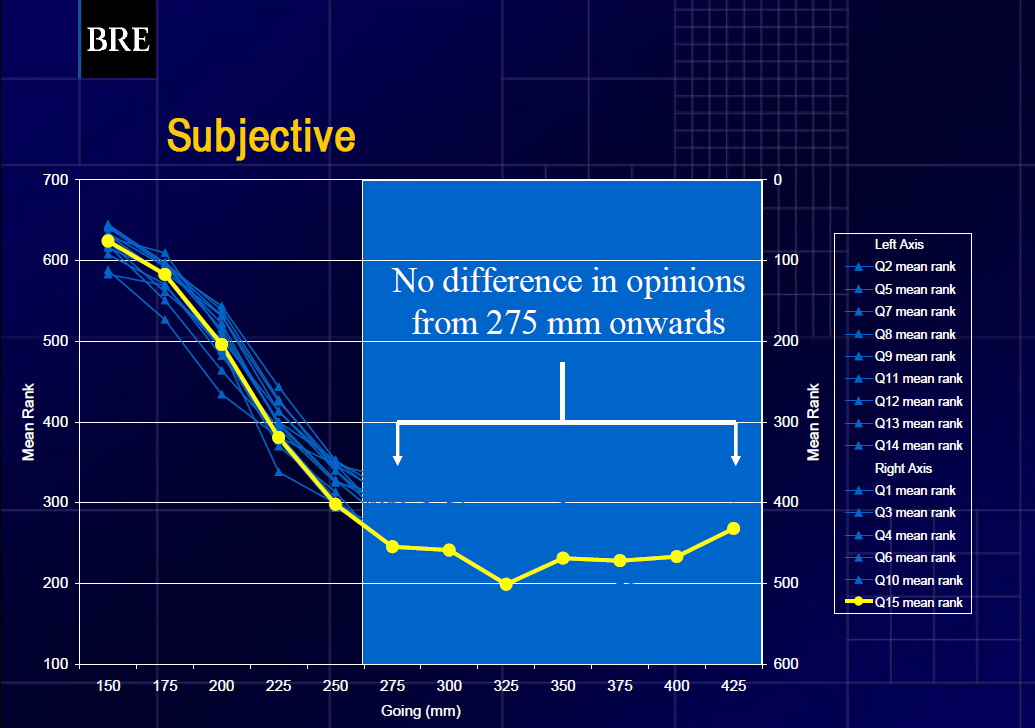 BRE
Subjective
700
600
500
400
300
200
100
Mean Rank
0
100
200
300
400
500
600
Mean Rank
No difference in opinions
from 275 mm onwards
150 175 200 225 250 275 300 325 350 375 400 425
Going (mm)
Left Axis
Q2 mean rank
Q5 mean rank
Q7 mean rank
Q8 mean rank
Q9 mean rank
Q11 mean rank
Q12 mean rank
Q13 mean rank
Q14 mean rank
Right Axis
Q1 mean rank
Q3 mean rank
Q4 mean rank
Q6 mean rank
Q10 mean rank
Q15 mean rank